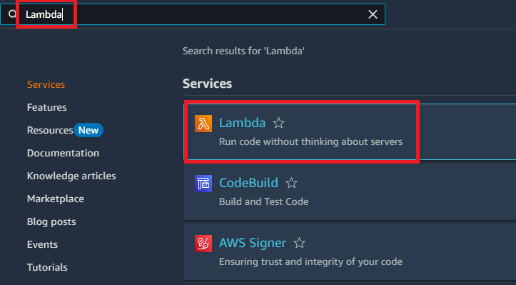 Lambda
Search results for 'Lambda'
Services
Features
Resources New
Documentation
Knowledge articles
Marketplace
Blog posts
Events
Tutorials
Services
Lambda
Run code without thinking about servers
CodeBuild
Build and Test Code
AWS Signer
Ensuring trust and integrity of your code